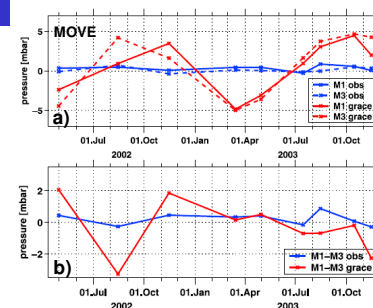 MOVE
5
0
−5
pressure [mbar]
M1 obs
M3 obs
M1 grace
M3 grace
a)
01.Jul 01.Oct 01.Jan 01.Apr 01.Jul 01.Oct
2002 2003
2
0
−2
pressure [mbar]
M1−M3 obs
M1−M3 grace
b)
01.Jul 01.Oct 01.Jan 01.Apr 01.Jul 01.Oct
2002 2003